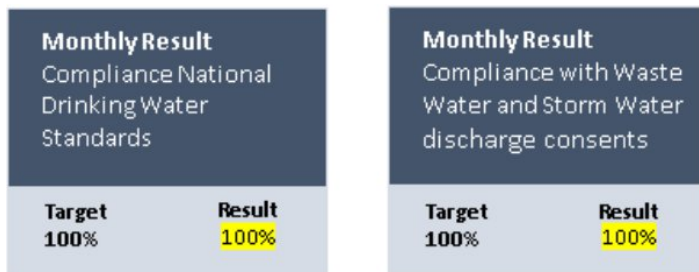 Monthly Result
Compliance National
Drinking Water
Standards
Target Result
100% 100%
Monthly Result
Compliance with Waste
Water and Storm Water
discharge consents
Target Result
100% 100%